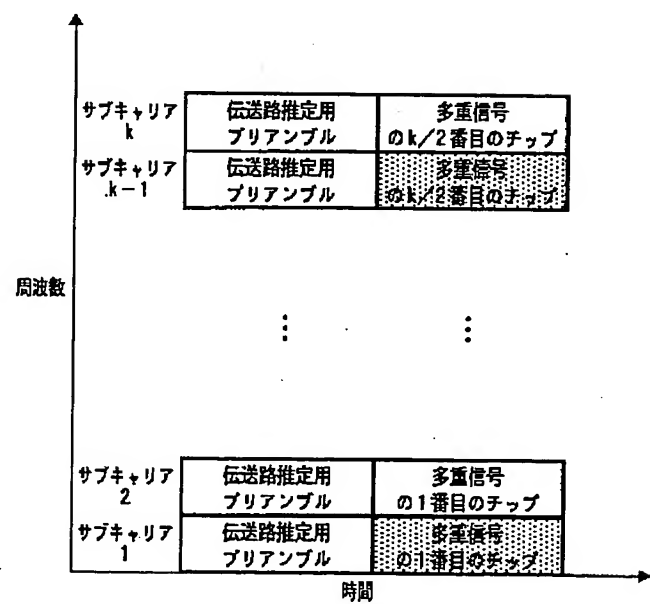 サブキャリア
k
伝送路推定用
プリアンブル
多重信号
のk/2番目のチップ
サブキャリア
.k-1
伝送路推定用
プリアンブル
多重信号
のk/2番目のチップ
周波数
サブキャリア
2
伝送路推定用
プリアンブル
多重信号
の1番目のチップ
サブキャリア
1
伝送路推定用
プリアンブル
多重信号
の1番目のチップ
時間